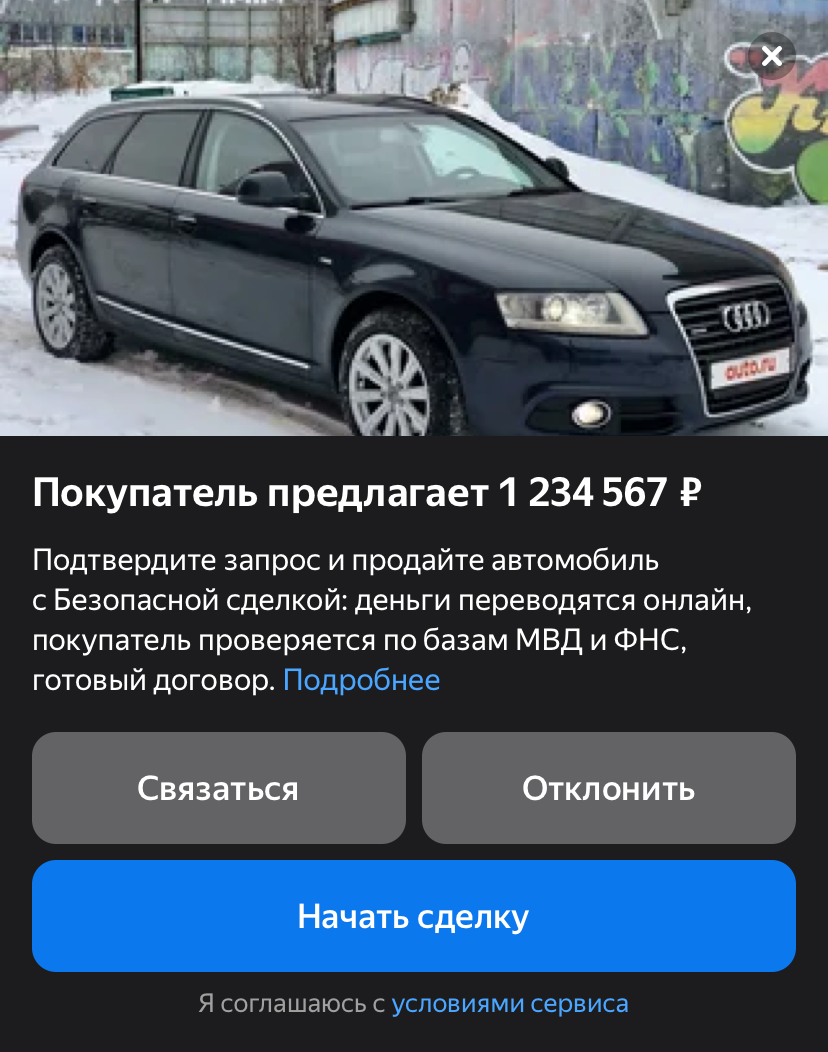 auto.ru
Покупатель предлагает 1 234 567 ₽
Подтвердите запрос и продайте автомобиль
с Безопасной сделкой: деньги переводятся онлайн,
покупатель проверяется по базам МВД и ФНС,
готовый договор. Подробнее
Связаться
Отклонить
Начать сделку
Я соглашаюсь с условиями сервиса